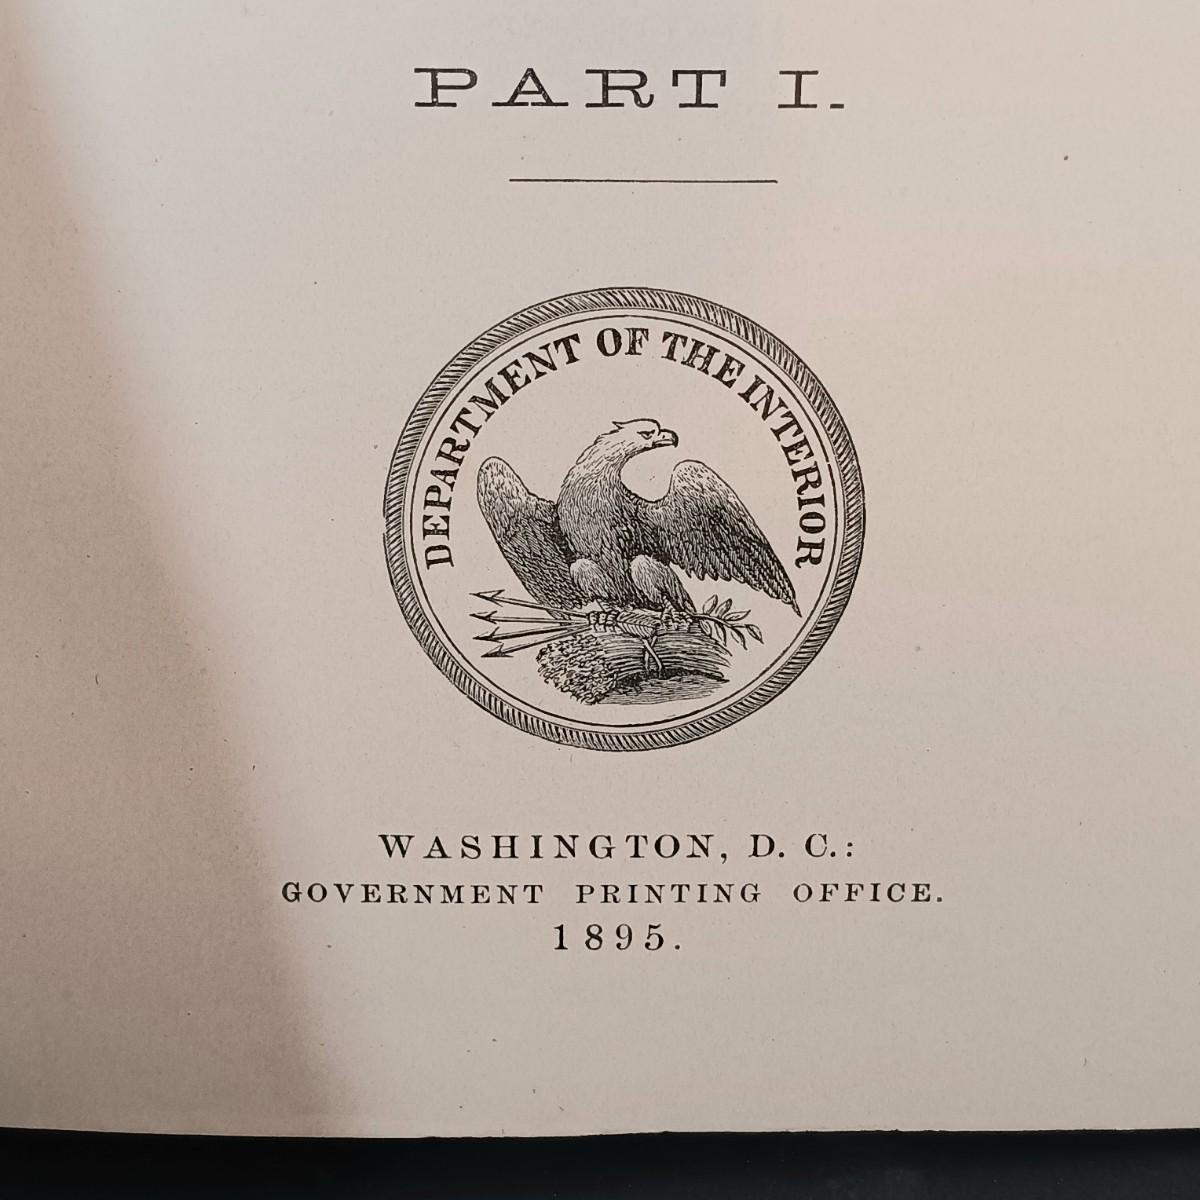 PART I.
DEPARTMENT OF THE INTERIOR
WASHINGTON, D. C.:
GOVERNMENT PRINTING OFFICE.
1895.